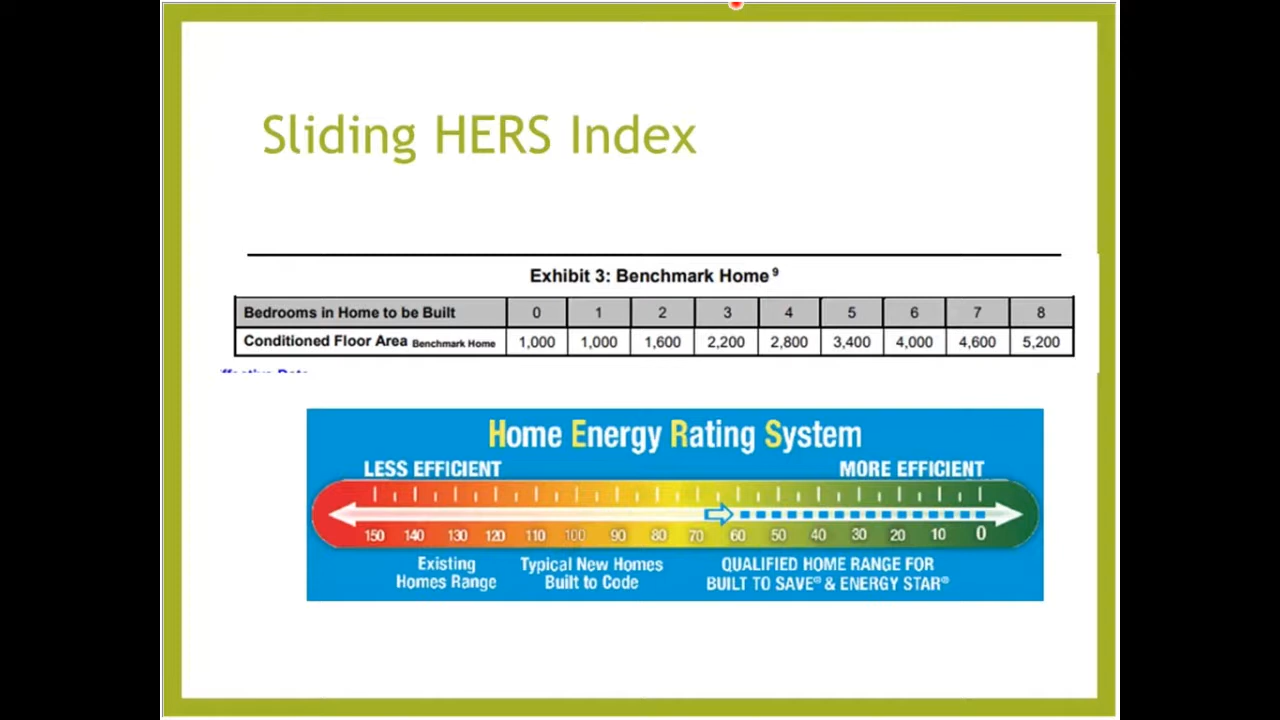 Sliding HERS Index
Exhibit 3: Benchmark Home 9
Bedrooms in Home to be Built 0 1 2 3 4 5 6 7 8
Conditioned Floor Area Benchmark Home 1,000 1,000 1,600 2,200 2,800 3,400 4,000 4,600 5,200
Home Energy Rating System
LESS EFFICIENT MORE EFFICIENT
150 140 130 120 110 100 90 80 70 60 50 40 30 20 10 0
Existing Typical New Homes QUALIFIED HOME RANGE FOR
Homes Range Built to Code BUILT TO SAVE® & ENERGY STAR®